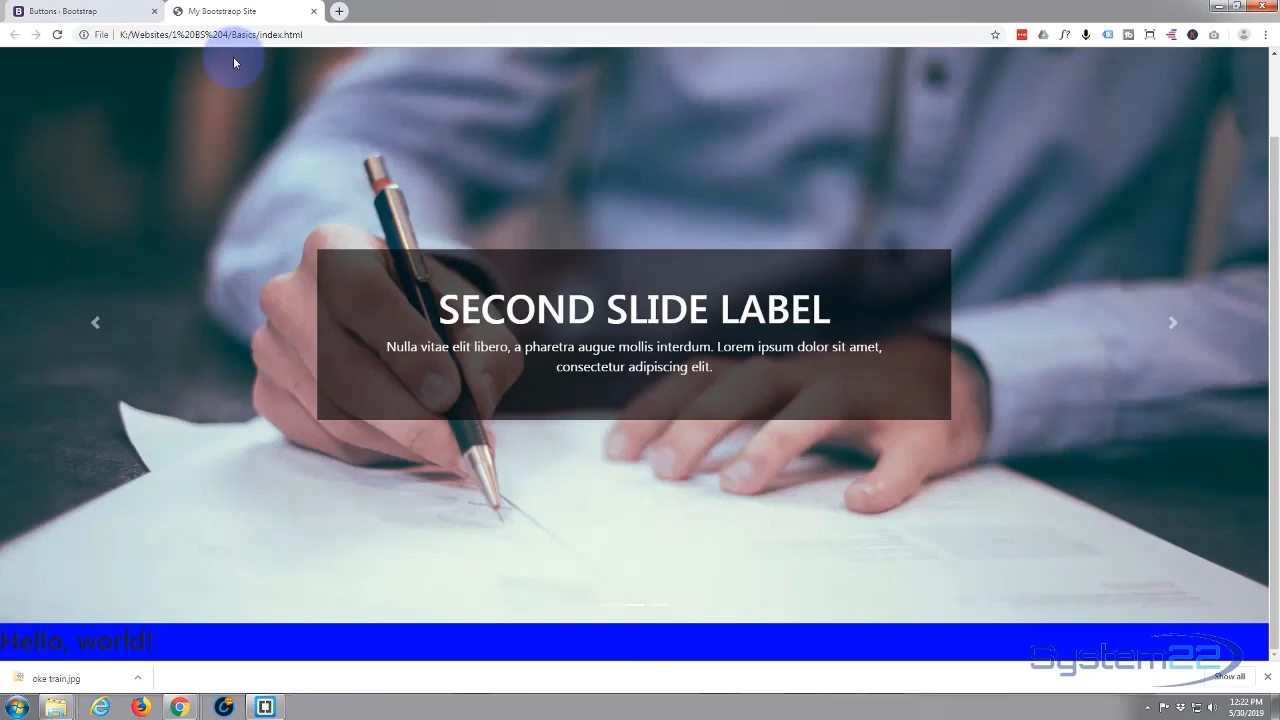 Buttons · Bootstrap
My Bootstraop Site
File
K:/Websites/1%20BS%204/Basics/index.html
SECOND SLIDE LABEL
Nulla vitae elit libero, a pharetra augue mollis interdum. Lorem ipsum dolor sit amet,
consectetur adipiscing elit.
Hello, world!
System22
oke train.jpg
Show all
12:22 PM
5/30/2019